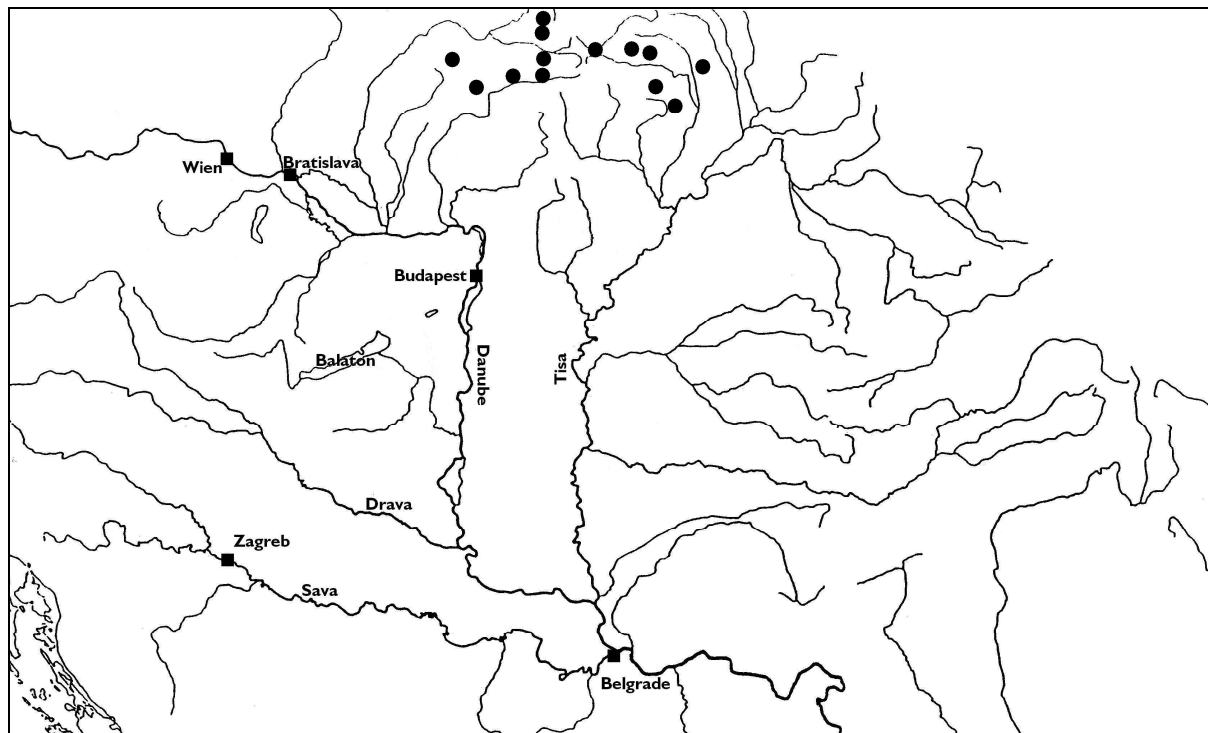 Wien
Bratislava
Budapest
Balaton
Danube
Tisa
Drava
Zagreb
Sava
Belgrade